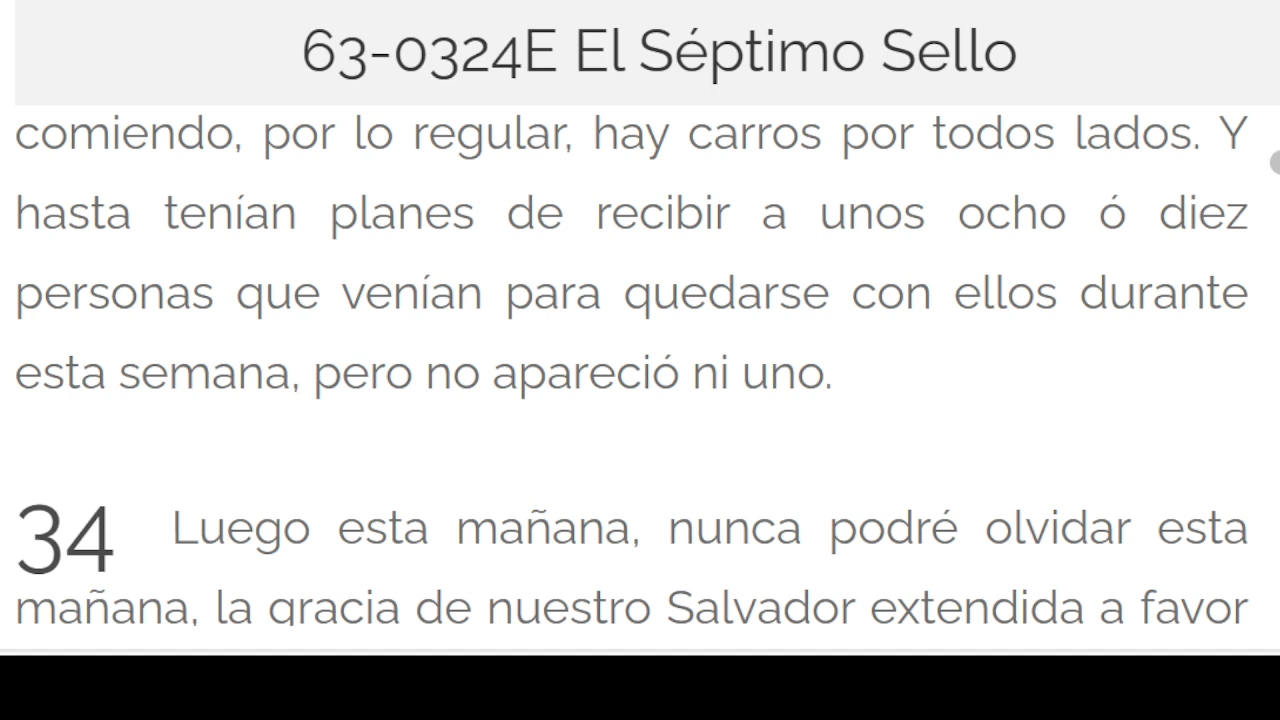 63-0324E El Séptimo Sello
comiendo, por lo regular, hay carros por todos lados. Y
hasta tenían planes de recibir a unos ocho ó diez
personas que venían para quedarse con ellos durante
esta semana, pero no apareció ni uno.
34 Luego esta mañana, nunca podré olvidar esta
mañana, la gracia de nuestro Salvador extendida a favor